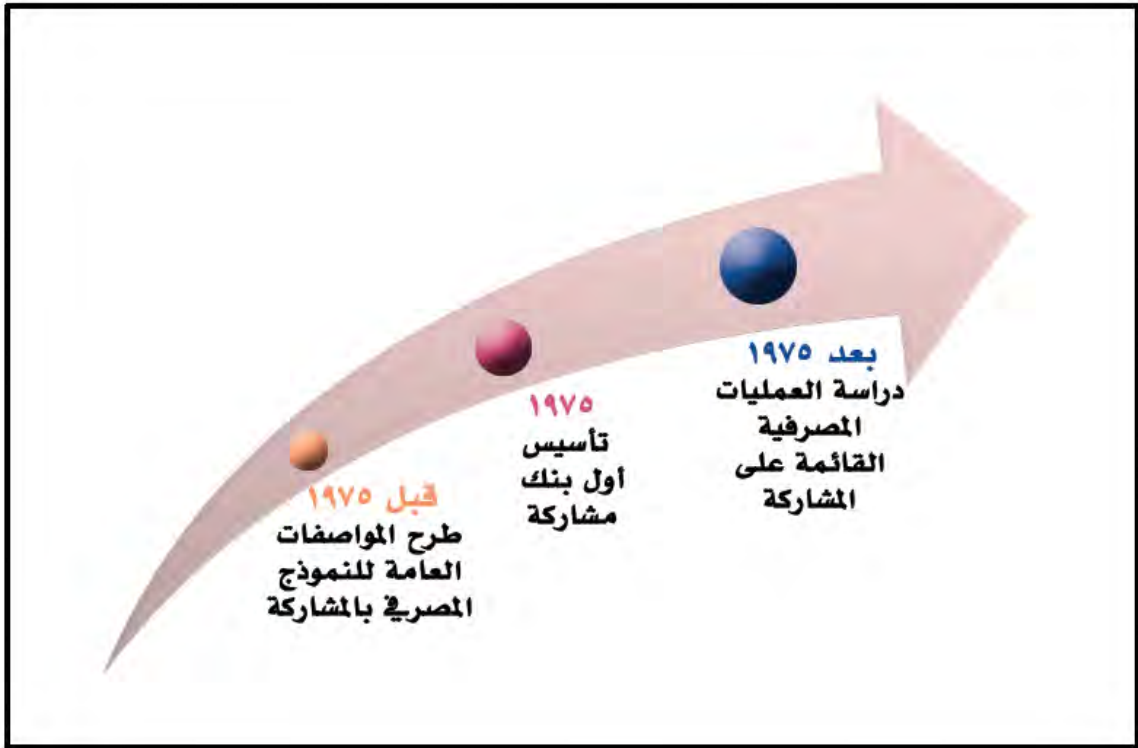 قبل ١٩٧٥
طرح المواصفات
العامة للنموذج
المصرفي بالمشاركة
١٩٧٥
تأسيس
أول بنك
مشاركة
بعد ١٩٧٥
دراسة العمليات
المصرفية
القائمة على
المشاركة